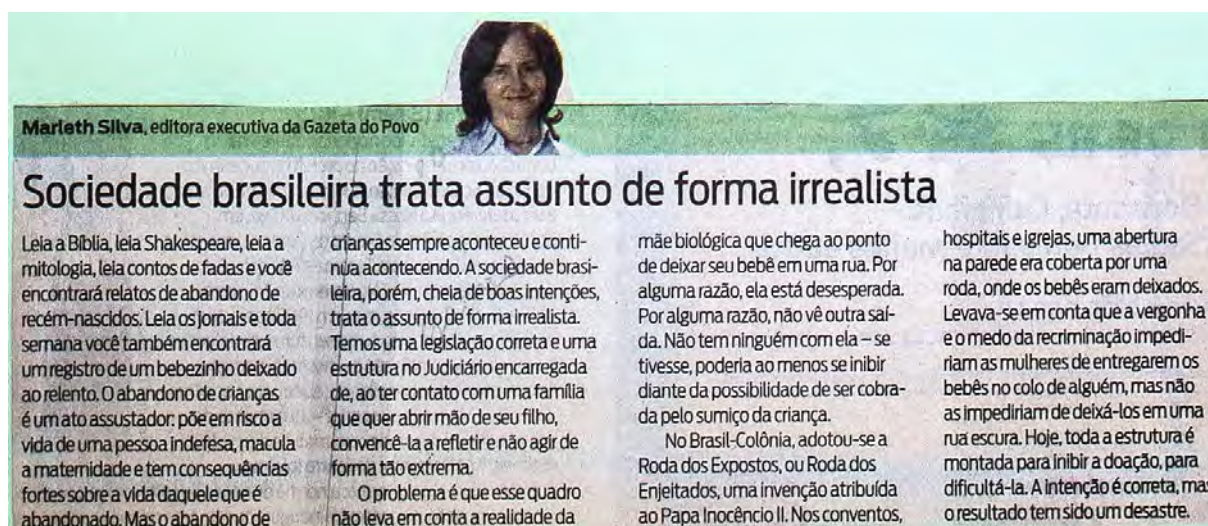 Marleth Silva, editora executiva da Gazeta do Povo
Sociedade brasileira trata assunto de forma irrealista
Leia a Bíblia, leia Shakespeare, leia a
mitologia, leia contos de fadas e você
encontrará relatos de abandono de
recém-nascidos. Leia os jornais e toda
semana você também encontrará
um registro de um bebezinho deixado
ao relento. O abandono de crianças
é um ato assustador: põe em risco a
vida de uma pessoa indefesa, macula
a maternidade e tem consequências
fortes sobre a vida daquele que é
abandonado. Mas o abandono de
crianças sempre aconteceu e conti-
nua acontecendo. A sociedade brasi-
leira, porém, cheia de boas intenções,
trata o assunto de forma irrealista.
Temos uma legislação correta e uma
estrutura no Judiciário encarregada
de, ao ter contato com uma família
que quer abrir mão de seu filho,
convencê-la a refletir e não agir de
forma tão extrema.
O problema é que esse quadro
não leva em conta a realidade da
mãe biológica que chega ao ponto
de deixar seu bebê em uma rua. Por
alguma razão, ela está desesperada.
Por alguma razão, não vê outra saí-
da. Não tem ninguém com ela – se
tivesse, poderia ao menos se inibir
diante da possibilidade de ser cobra-
da pelo sumiço da criança.
No Brasil-Colônia, adotou-se a
Roda dos Expostos, ou Roda dos
Enjeitados, uma invenção atribuída
ao Papa Inocêncio II. Nos conventos,
hospitais e igrejas, uma abertura
na parede era coberta por uma
roda, onde os bebês eram deixados.
Levava-se em conta que a vergonha
e o medo da recriminação impedi-
riam as mulheres de entregarem os
bebês no colo de alguém, mas não
as impediriam de deixá-los em uma
rua escura. Hoje, toda a estrutura é
montada para inibir a doação, para
dificultá-la. A intenção é correta, mas
o resultado tem sido um desastre.